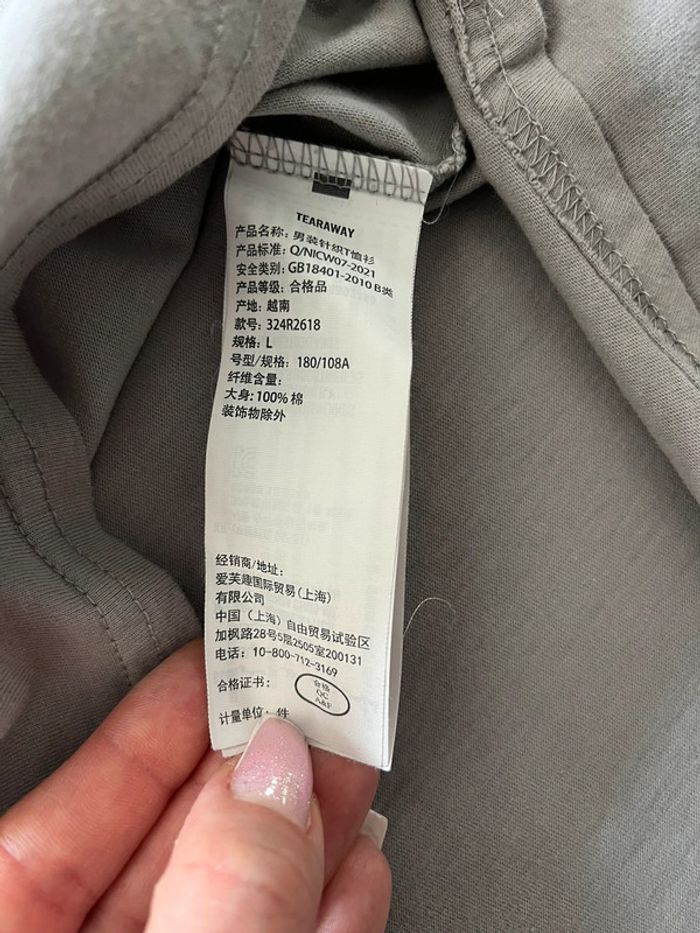 TEARAWAY
产品名称：男装针织T恤衫
产品标准：Q/NICW07-2021
安全类别：GB18401-2010 B类
产品等级：合格品
产地：越南
款号：324R2618
规格：L
号型/规格：180/108A
纤维含量：
大身：100% 棉
装饰物除外
经销商/地址：
爱芙趣国际贸易(上海)
有限公司
中国（上海）自由贸易试验区
加枫路28号5层2505室200131
电话：10-800-712-3169
合格证书：
合格
QC
A&F
计量单位：件